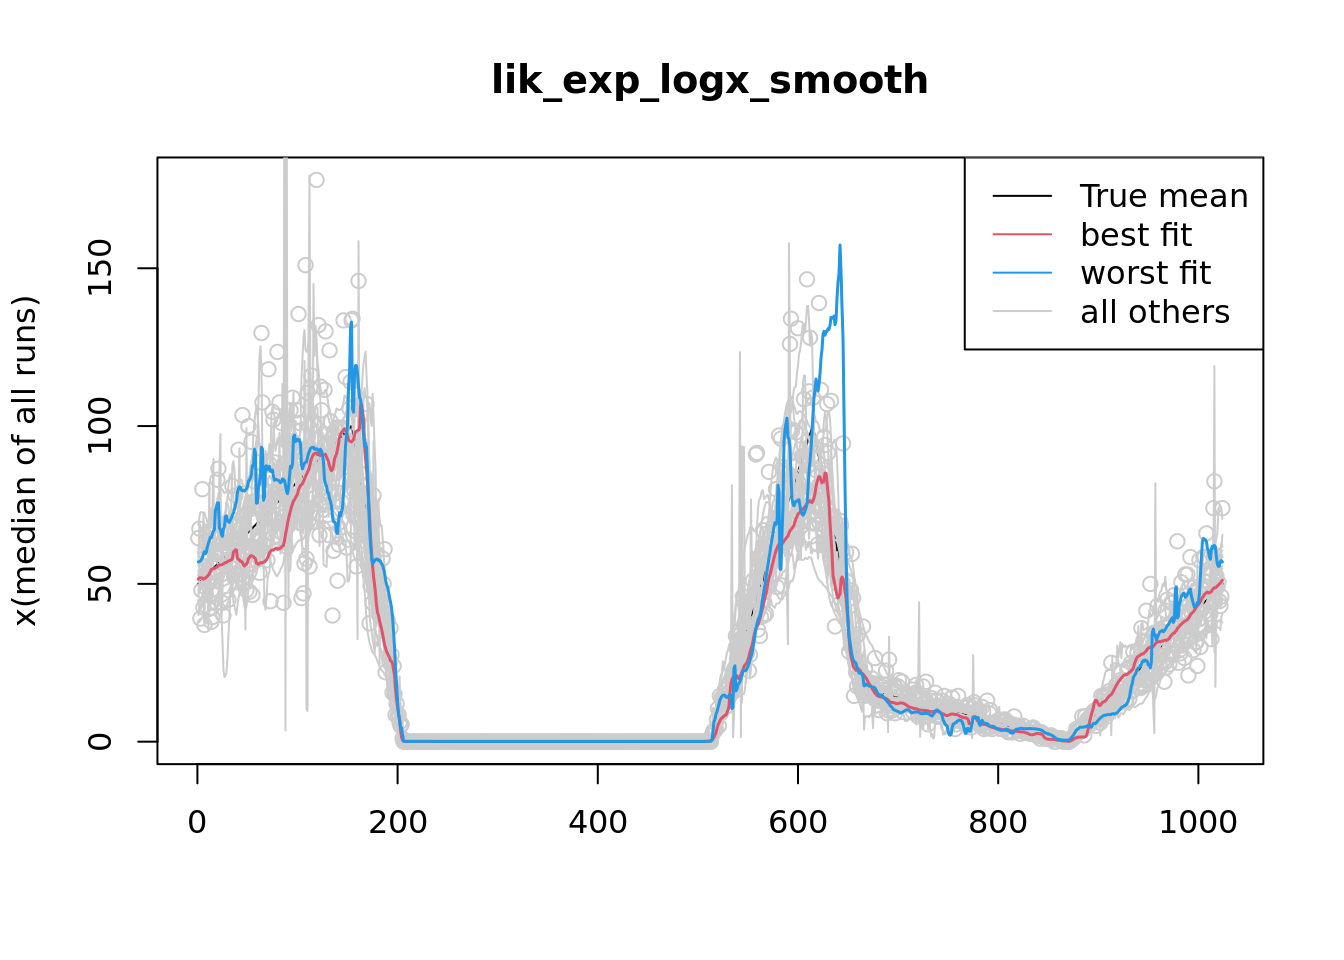 lik_exp_logx_smooth
True mean
best fit
worst fit
all others
x(median of all runs)
150
100
50
0
0 200 400 600 800 1000